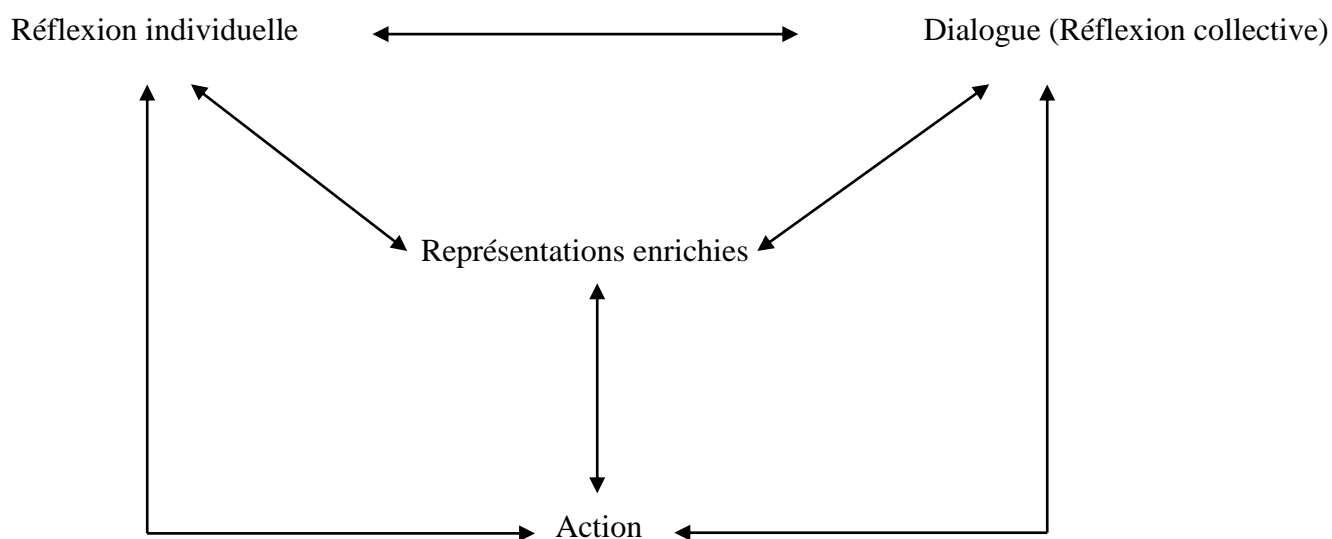 Réflexion individuelle
Dialogue (Réflexion collective)
Représentations enrichies
Action